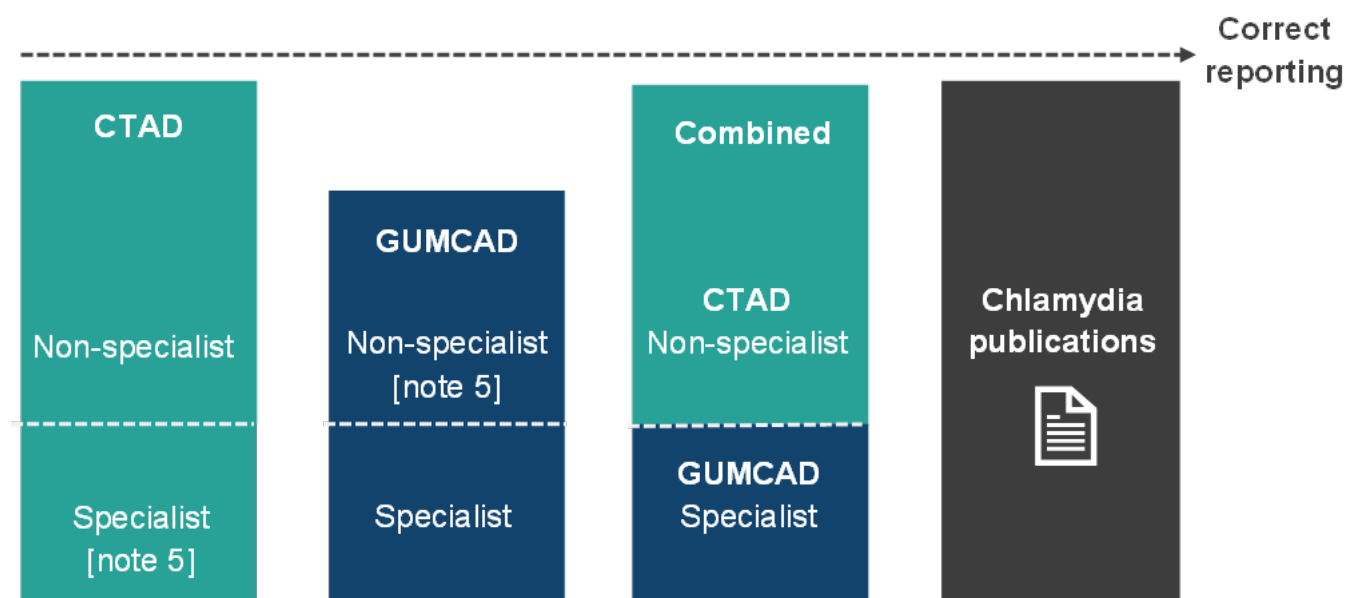 Correct
reporting
CTAD
Non-specialist
Specialist
[note 5]
GUMCAD
Non-specialist
[note 5]
Specialist
Combined
CTAD
Non-specialist
GUMCAD
Specialist
Chlamydia
publications